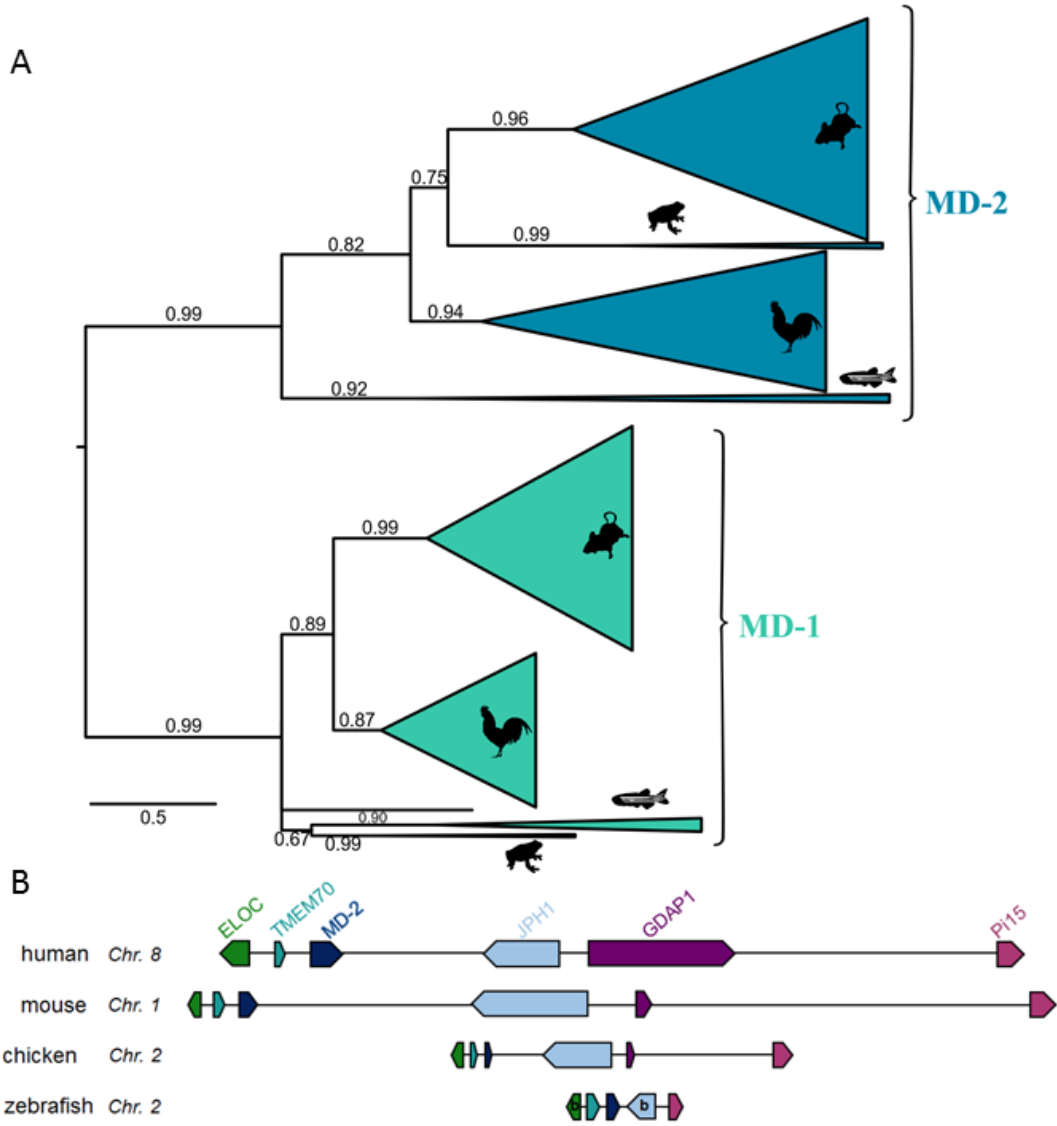 A
0.96
0.75
0.99
0.82
MD-2
0.94
0.99
0.92
0.99
0.89
MD-1
0.87
0.99
0.5
0.90
0.67 0.99
B
ELOC TMEM70 MD-2 JPH1 GDAP1 Pi15
human Chr. 8
mouse Chr. 1
chicken Chr. 2
zebrafish Chr. 2 b b